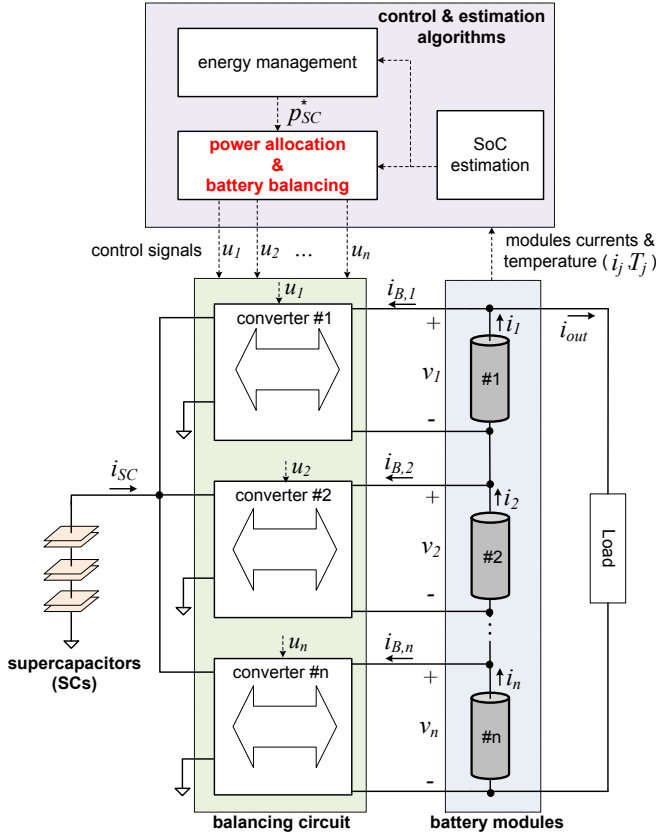 control & estimation
algorithms
energy management
p*SC
power allocation
&
battery balancing
SoC
estimation
control signals
u1 u2 ... un
modules currents &
temperature (ij ,Tj)
u1
converter #1
iB,1
+
i1
iout
v1
#1
-
iSC
u2
converter #2
iB,2
+
i2
v2
#2
-
Load
supercapacitors
(SCs)
un
converter #n
iB,n
+
in
vn
#n
-
balancing circuit
battery modules